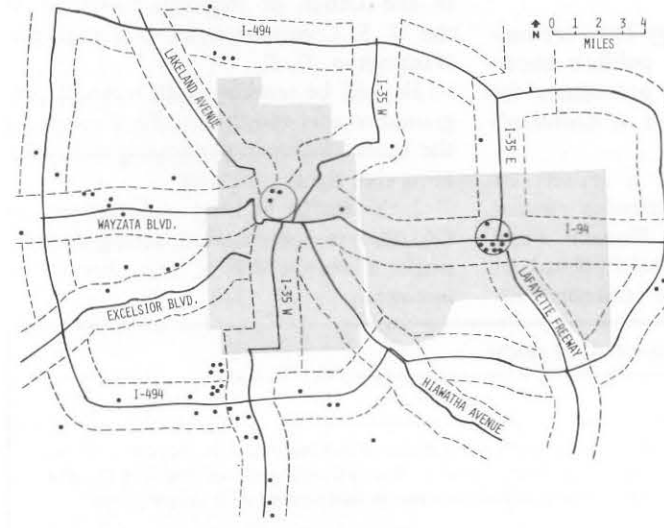 I-494
N
0 1 2 3 4
MILES
LAKELAND AVENUE
I-35 W
I-35 E
WAYZATA BLVD.
I-94
EXCELSIOR BLVD.
I-35 W
LAFAYETTE FREEWAY
I-494
HIAWATHA AVENUE